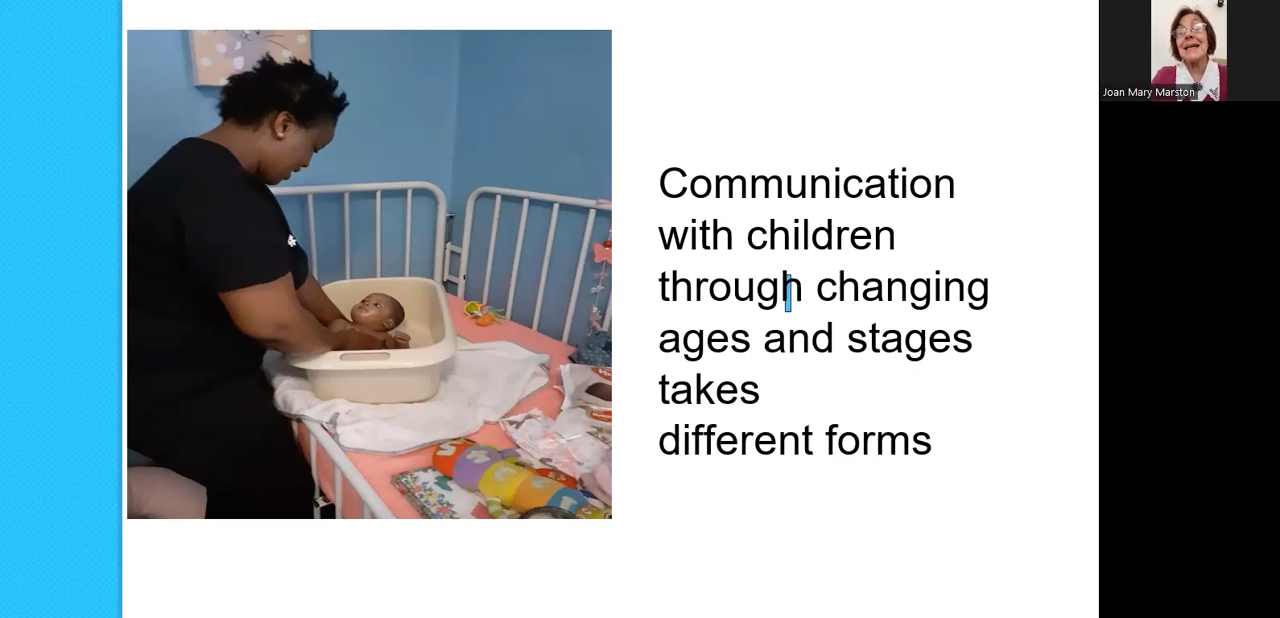 Communication
with children
through changing
ages and stages
takes
different forms
Joan Mary Marston